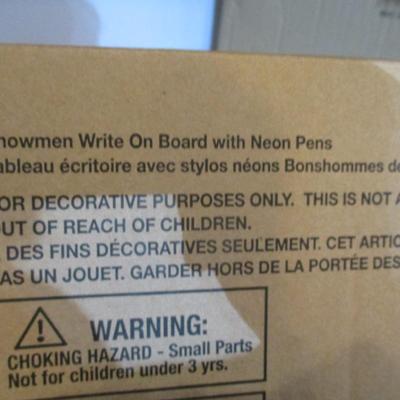 nowmen Write On Board with Neon Pens
ableau écritoire avec stylos néons Bonshommes de
OR DECORATIVE PURPOSES ONLY. THIS IS NOT A
OUT OF REACH OF CHILDREN.
DES FINS DÉCORATIVES SEULEMENT. CET ARTIC
AS UN JOUET. GARDER HORS DE LA PORTÉE DES
WARNING:
CHOKING HAZARD - Small Parts
Not for children under 3 yrs.